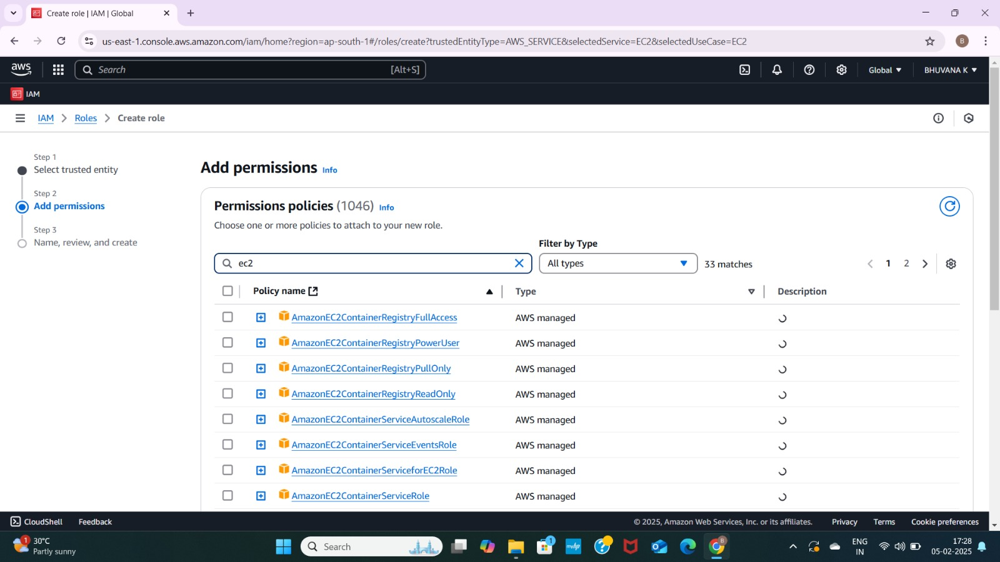 Create role | IAM | Global
us-east-1.console.aws.amazon.com/iam/home?region=ap-south-1#/roles/create?trustedEntityType=AWS_SERVICE&selectedService=EC2&selectedUseCase=EC2
B
aws
Search
[Alt+S]
Global
BHUVANA K
IAM
IAM
Roles
Create role
Step 1
Select trusted entity
Step 2
Add permissions
Step 3
Name, review, and create
Add permissions Info
Permissions policies (1046) Info
Choose one or more policies to attach to your new role.
Filter by Type
ec2
All types
33 matches
1 2
Policy name Type Description
AmazonEC2ContainerRegistryFullAccess AWS managed
AmazonEC2ContainerRegistryPowerUser AWS managed
AmazonEC2ContainerRegistryPullOnly AWS managed
AmazonEC2ContainerRegistryReadOnly AWS managed
AmazonEC2ContainerServiceAutoscaleRole AWS managed
AmazonEC2ContainerServiceEventsRole AWS managed
AmazonEC2ContainerServiceforEC2Role AWS managed
AmazonEC2ContainerServiceRole AWS managed
CloudShell Feedback © 2025, Amazon Web Services, Inc. or its affiliates. Privacy Terms Cookie preferences
1
30°C
Partly sunny
Search
1
myhp
B
ENG
IN
17:28
05-02-2025